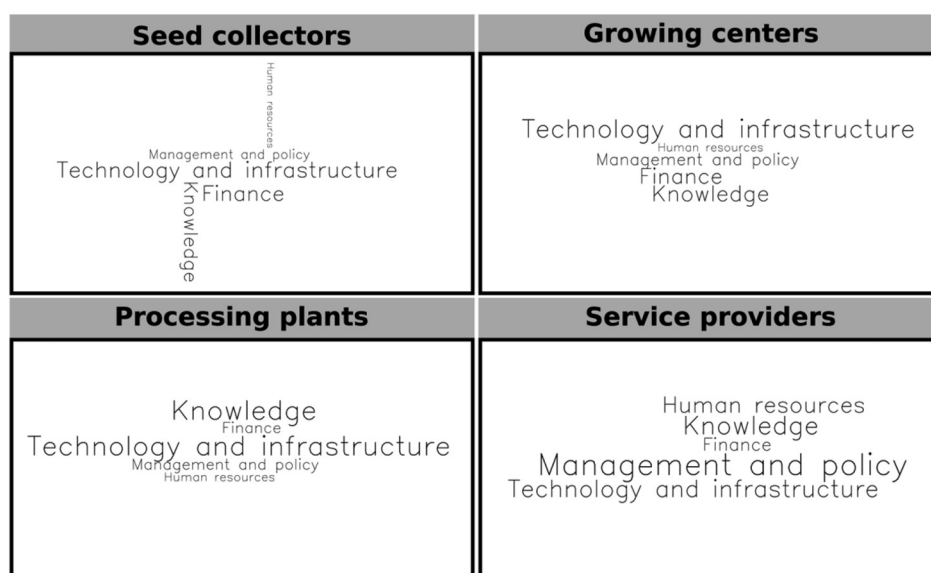 Seed collectors
Human resources
Management and policy
Technology and infrastructure
Finance
Knowledge
Growing centers
Technology and infrastructure
Human resources
Management and policy
Finance
Knowledge
Processing plants
Knowledge
Finance
Technology and infrastructure
Management and policy
Human resources
Service providers
Human resources
Knowledge
Finance
Management and policy
Technology and infrastructure